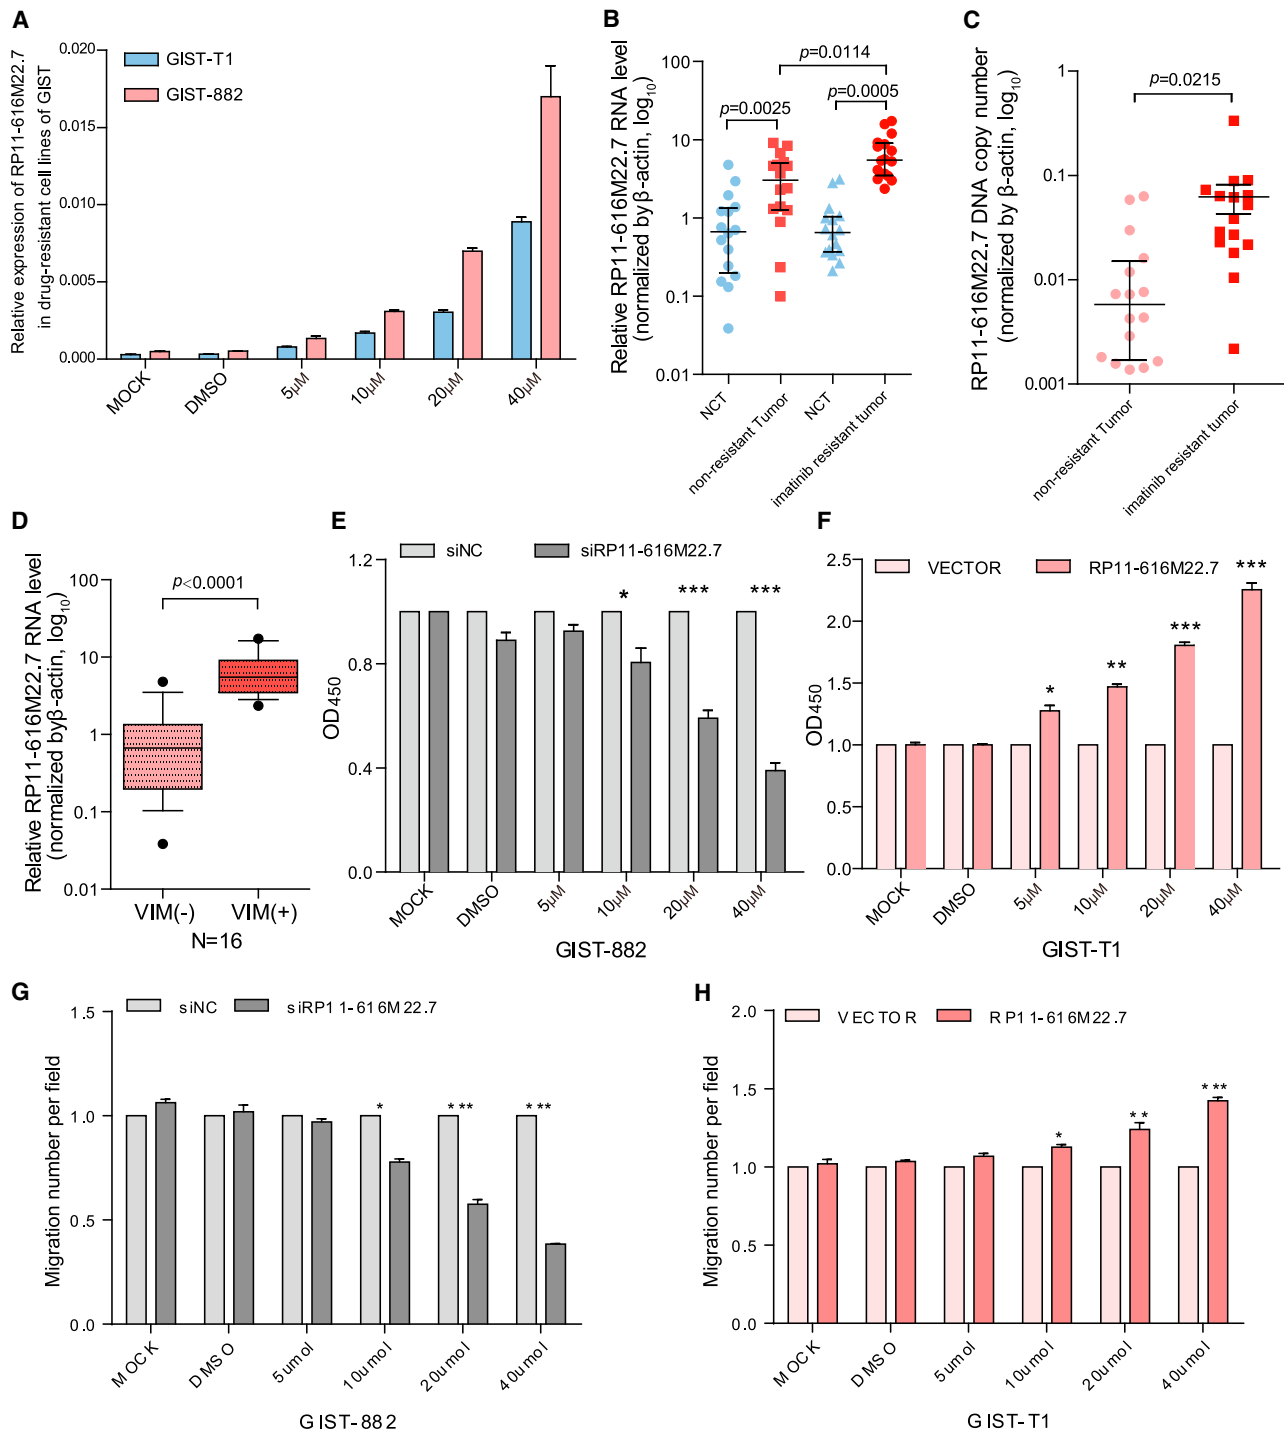 A
Relative expression of RP11-616M22.7
in drug-resistant cell lines of GIST
0.020
0.015
0.010
0.005
0.000
GIST-T1
GIST-882
MOCK
DMSO
5μM
10μM
20μM
40μM
B
Relative RP11-616M22.7 RNA level
(normalized byβ-actin, log10)
100
10
1
0.1
0.01
p=0.0114
p=0.0025
p=0.0005
NCT
non-resistant Tumor
NCT
imatinib resistant tumor
C
RP11-616M22.7 DNA copy number
(normalized by β-actin, log10)
1
0.1
0.01
0.001
p=0.0215
non-resistant Tumor
imatinib resistant tumor
D
Relative RP11-616M22.7 RNA level
(normalized byβ-actin, log10)
100
10
1
0.1
0.01
p<0.0001
VIM(-)
VIM(+)
N=16
E
siNC
siRP11-616M22.7
OD450
1.2
0.8
0.4
0.0
*
***
***
MOCK
DMSO
5μM
10μM
20μM
40μM
GIST-882
F
VECTOR
RP11-616M22.7
OD450
2.5
2.0
1.5
1.0
0.5
0.0
*
**
***
***
MOCK
DMSO
5μM
10μM
20μM
40μM
GIST-T1
G
siNC
siRP11-616M22.7
Migration number per field
1.5
1.0
0.5
0.0
*
***
***
MOCK
DMSO
5umol
10umol
20umol
40umol
GIST-882
H
VECTOR
RP11-616M22.7
Migration number per field
2.0
1.5
1.0
0.5
0.0
*
**
***
MOCK
DMSO
5umol
10umol
20umol
40umol
GIST-T1